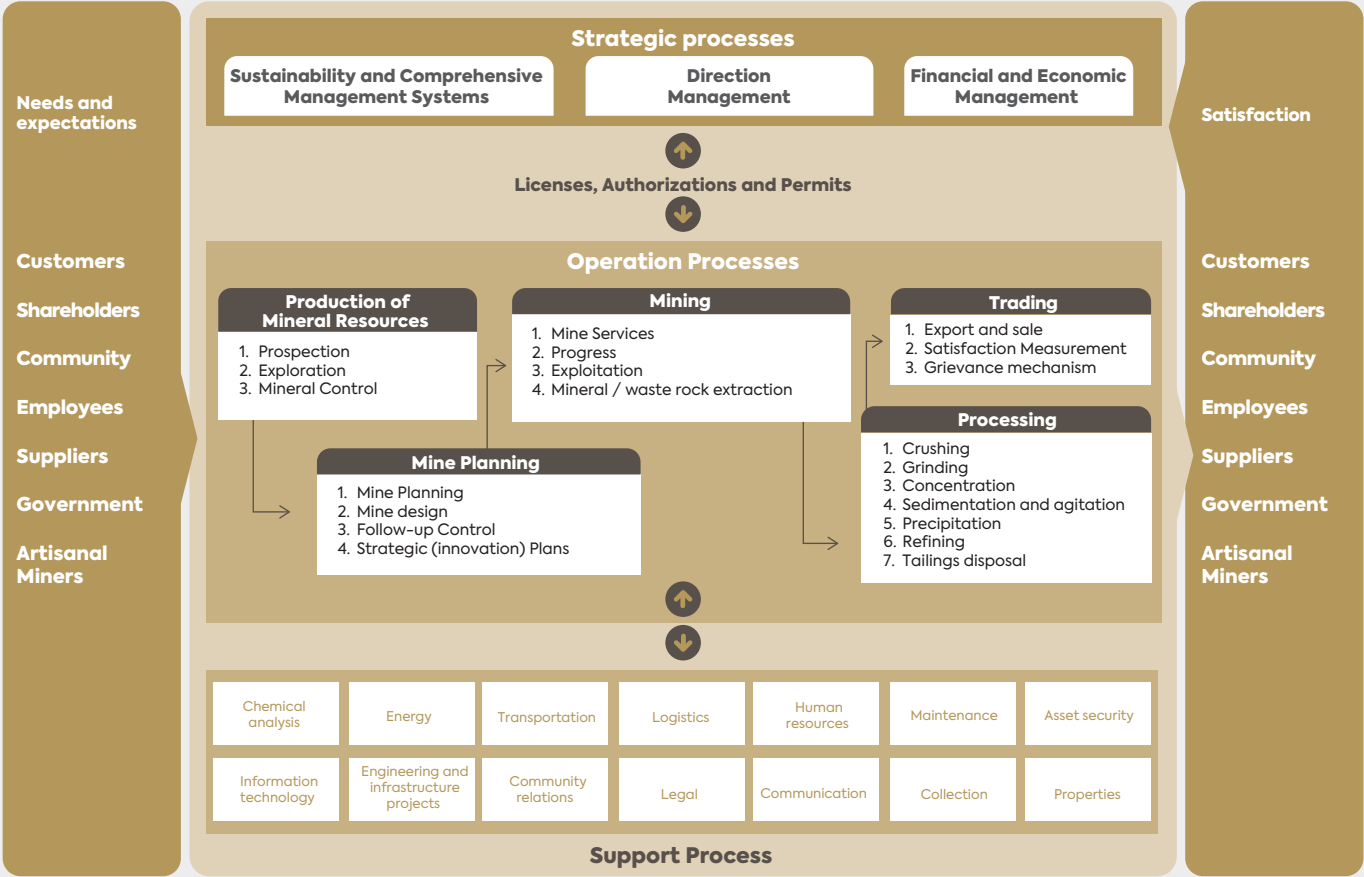 Needs and
expectations
Customers
Shareholders
Community
Employees
Suppliers
Government
Artisanal
Miners
Strategic processes
Sustainability and Comprehensive
Management Systems
Direction
Management
Financial and Economic
Management
Licenses, Authorizations and Permits
Operation Processes
Production of
Mineral Resources
1. Prospection
2. Exploration
3. Mineral Control
Mine Planning
1. Mine Planning
2. Mine design
3. Follow-up Control
4. Strategic (innovation) Plans
Mining
1. Mine Services
2. Progress
3. Exploitation
4. Mineral / waste rock extraction
Trading
1. Export and sale
2. Satisfaction Measurement
3. Grievance mechanism
Processing
1. Crushing
2. Grinding
3. Concentration
4. Sedimentation and agitation
5. Precipitation
6. Refining
7. Tailings disposal
Chemical
analysis
Energy
Transportation
Logistics
Human
resources
Maintenance
Asset security
Information
technology
Engineering and
infrastructure
projects
Community
relations
Legal
Communication
Collection
Properties
Support Process
Satisfaction
Customers
Shareholders
Community
Employees
Suppliers
Government
Artisanal
Miners